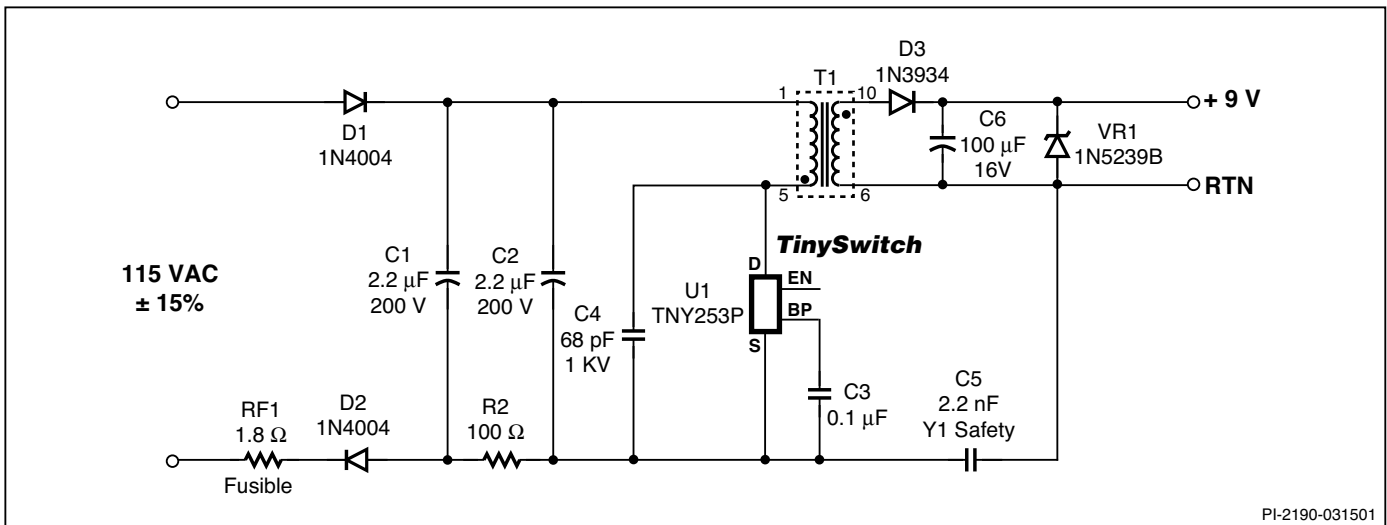 D3
1N3934
T1
1
10
+ 9 V
D1
1N4004
C6
100 μF
16V
VR1
1N5239B
5
6
RTN
TinySwitch
115 VAC
± 15%
C1
2.2 μF
200 V
C2
2.2 μF
200 V
D
EN
U1
TNY253P
BP
S
C4
68 pF
1 KV
C3
0.1 μF
C5
2.2 nF
Y1 Safety
RF1
1.8 Ω
Fusible
D2
1N4004
R2
100 Ω
PI-2190-031501